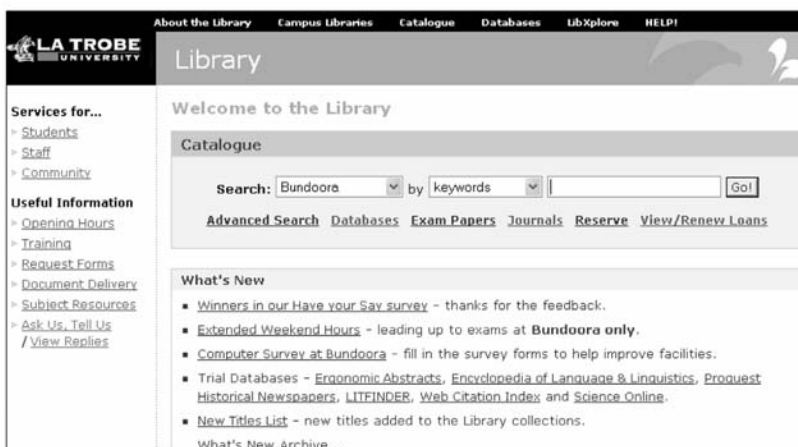 About the Library Campus Libraries Catalogue Databases LibXplore HELP!
LA TROBE
UNIVERSITY
Library
Services for...
Students
Staff
Community
Useful Information
Opening Hours
Training
Request Forms
Document Delivery
Subject Resources
Ask Us, Tell Us
/ View Replies
Welcome to the Library
Catalogue
Search: Bundoora by keywords Go!
Advanced Search Databases Exam Papers Journals Reserve View/Renew Loans
What's New
Winners in our Have your Say survey - thanks for the feedback.
Extended Weekend Hours - leading up to exams at Bundoora only.
Computer Survey at Bundoora - fill in the survey forms to help improve facilities.
Trial Databases - Ergonomic Abstracts, Encyclopedia of Language & Linguistics, Proquest
Historical Newspapers, LITFINDER, Web Citation Index and Science Online.
New Titles List - new titles added to the Library collections.
What's New Archive...